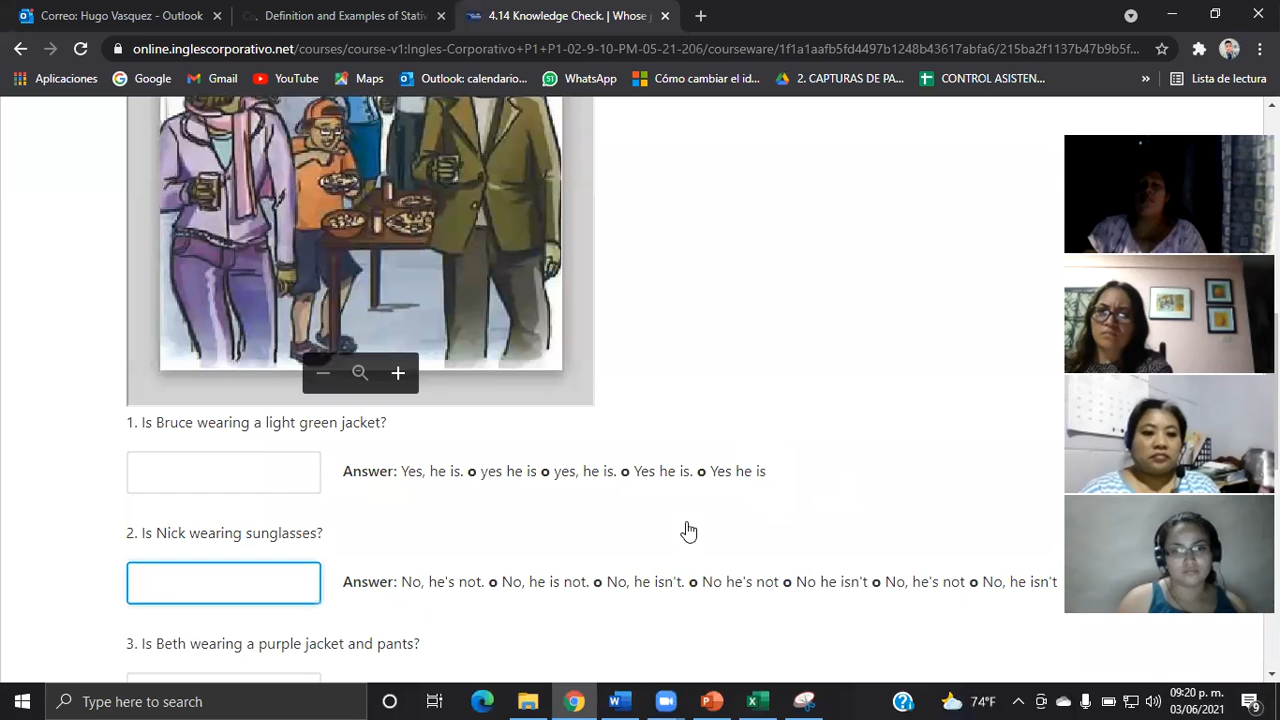 Correo: Hugo Vasquez - Outlook
Definition and Examples of Stativ
4.14 Knowledge Check. | Whose j
online.inglescorporativo.net/courses/course-v1:Ingles-Corporativo+P1+P1-02-9-10-PM-05-21-206/courseware/1f1a1aafb5fd4497b1248b43617abfa6/215ba2f1137b47b9b5f...
Aplicaciones Google Gmail YouTube Maps Outlook: calendario... WhatsApp Cómo cambiar el id... 2. CAPTURAS DE PA... CONTROL ASISTEN... » Lista de lectura
1. Is Bruce wearing a light green jacket?
Answer: Yes, he is. o yes he is o yes, he is. o Yes he is. o Yes he is
2. Is Nick wearing sunglasses?
Answer: No, he's not. o No, he is not. o No, he isn't. o No he's not o No he isn't o No, he's not o No, he isn't
3. Is Beth wearing a purple jacket and pants?
Type here to search
74°F
09:20 p. m.
03/06/2021
9